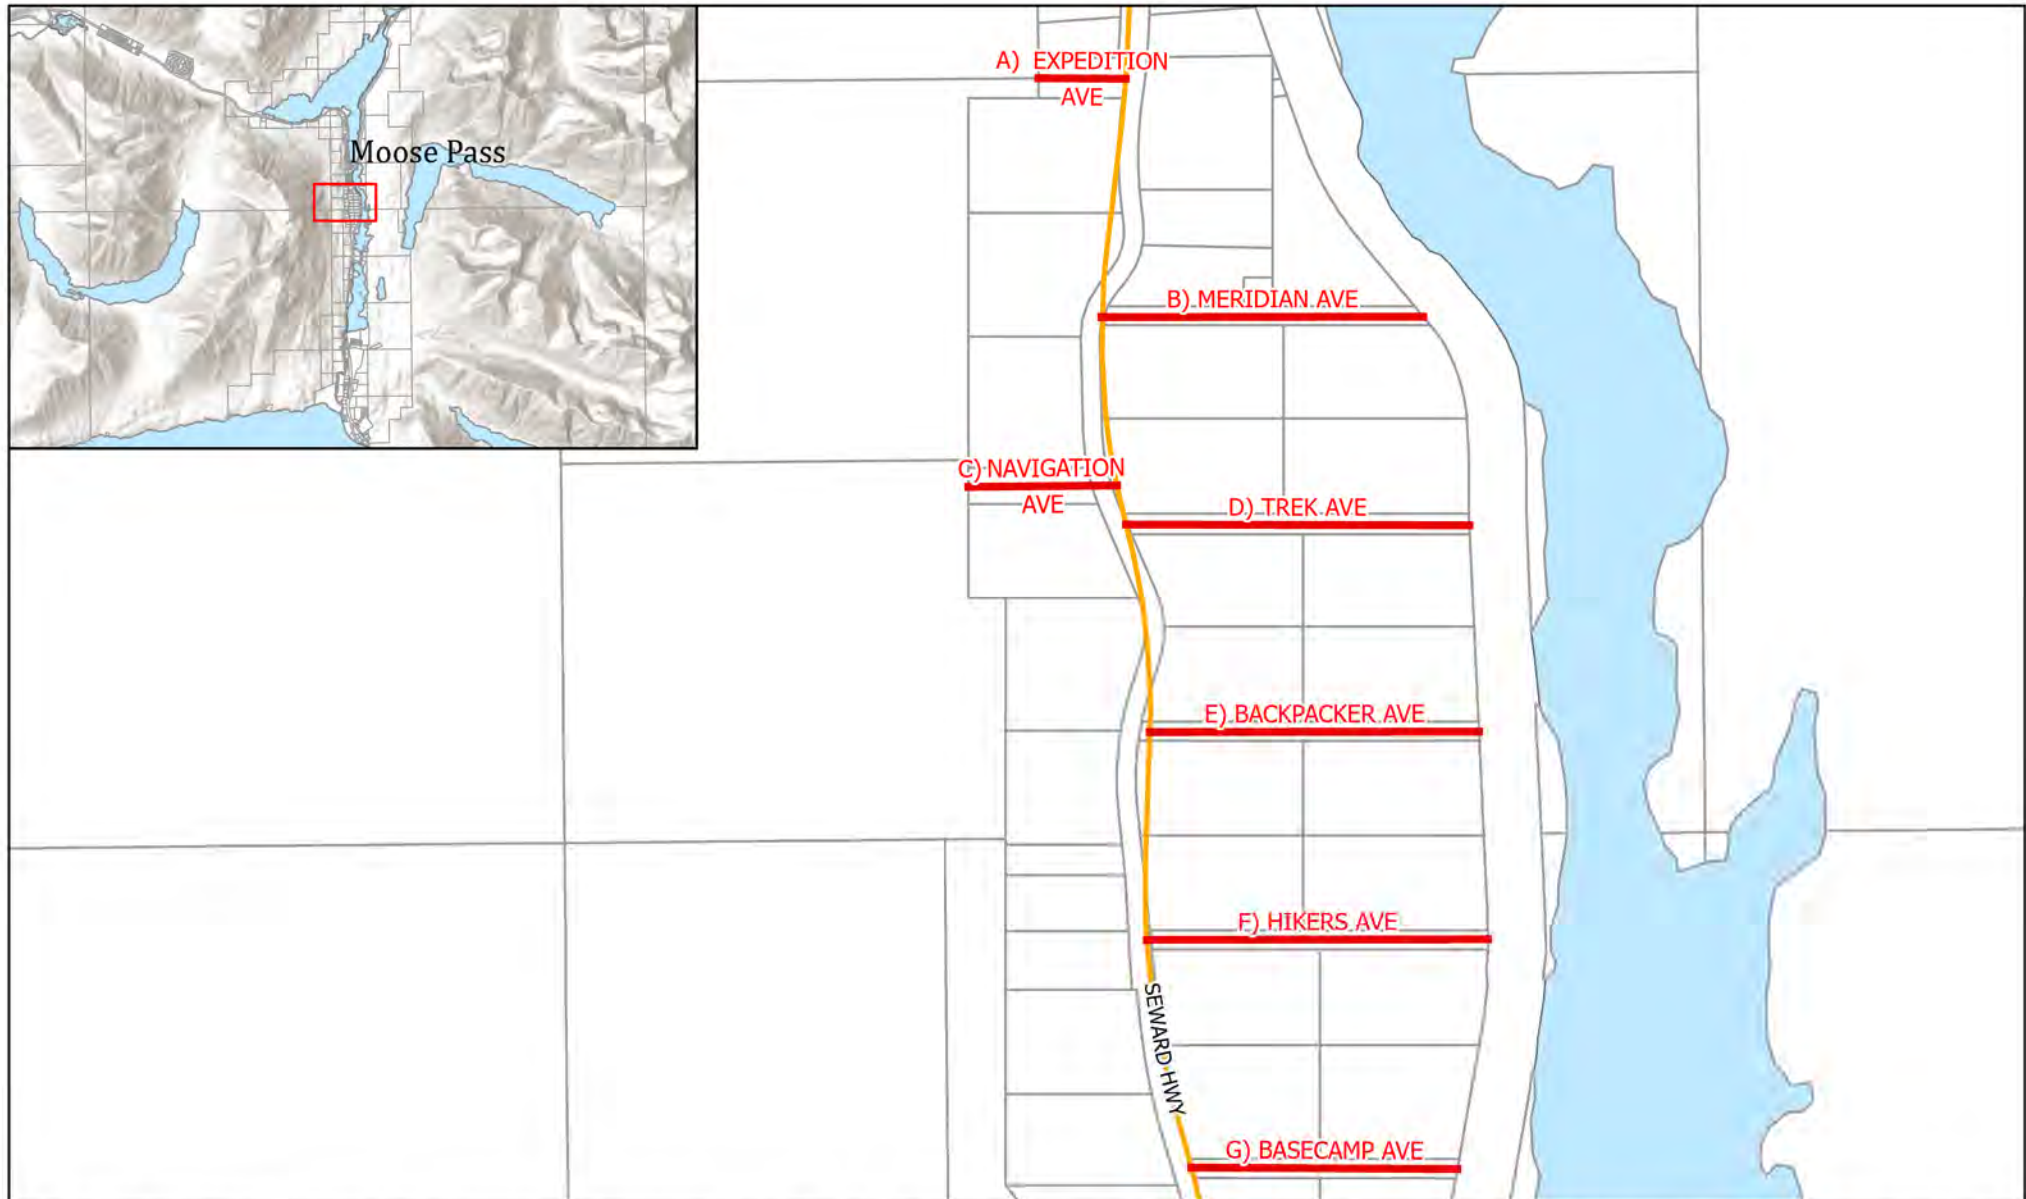 Moose Pass
A) EXPEDITION
AVE
B) MERIDIAN AVE
C) NAVIGATION
AVE
D) TREK AVE
E) BACKPACKER AVE
F) HIKERS AVE
SEWARD HWY
G) BASECAMP AVE